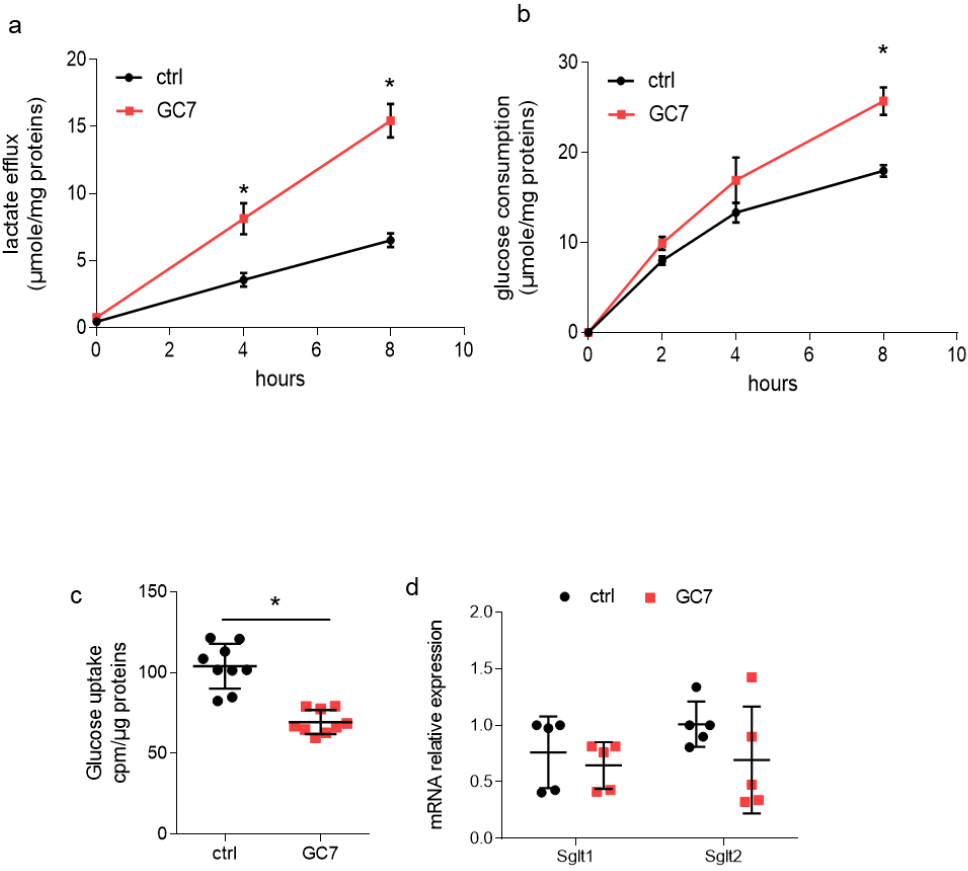 a
lactate efflux
(µmole/mg proteins)
20
15
10
5
0
ctrl
GC7
*
*
0 2 4 6 8 10
hours
b
glucose consumption
(µmole/mg proteins)
30
20
10
0
ctrl
GC7
*
0 2 4 6 8 10
hours
c
Glucose uptake
cpm/µg proteins
150
100
50
0
*
ctrl GC7
d
ctrl GC7
mRNA relative expression
2.0
1.5
1.0
0.5
0.0
Sglt1 Sglt2